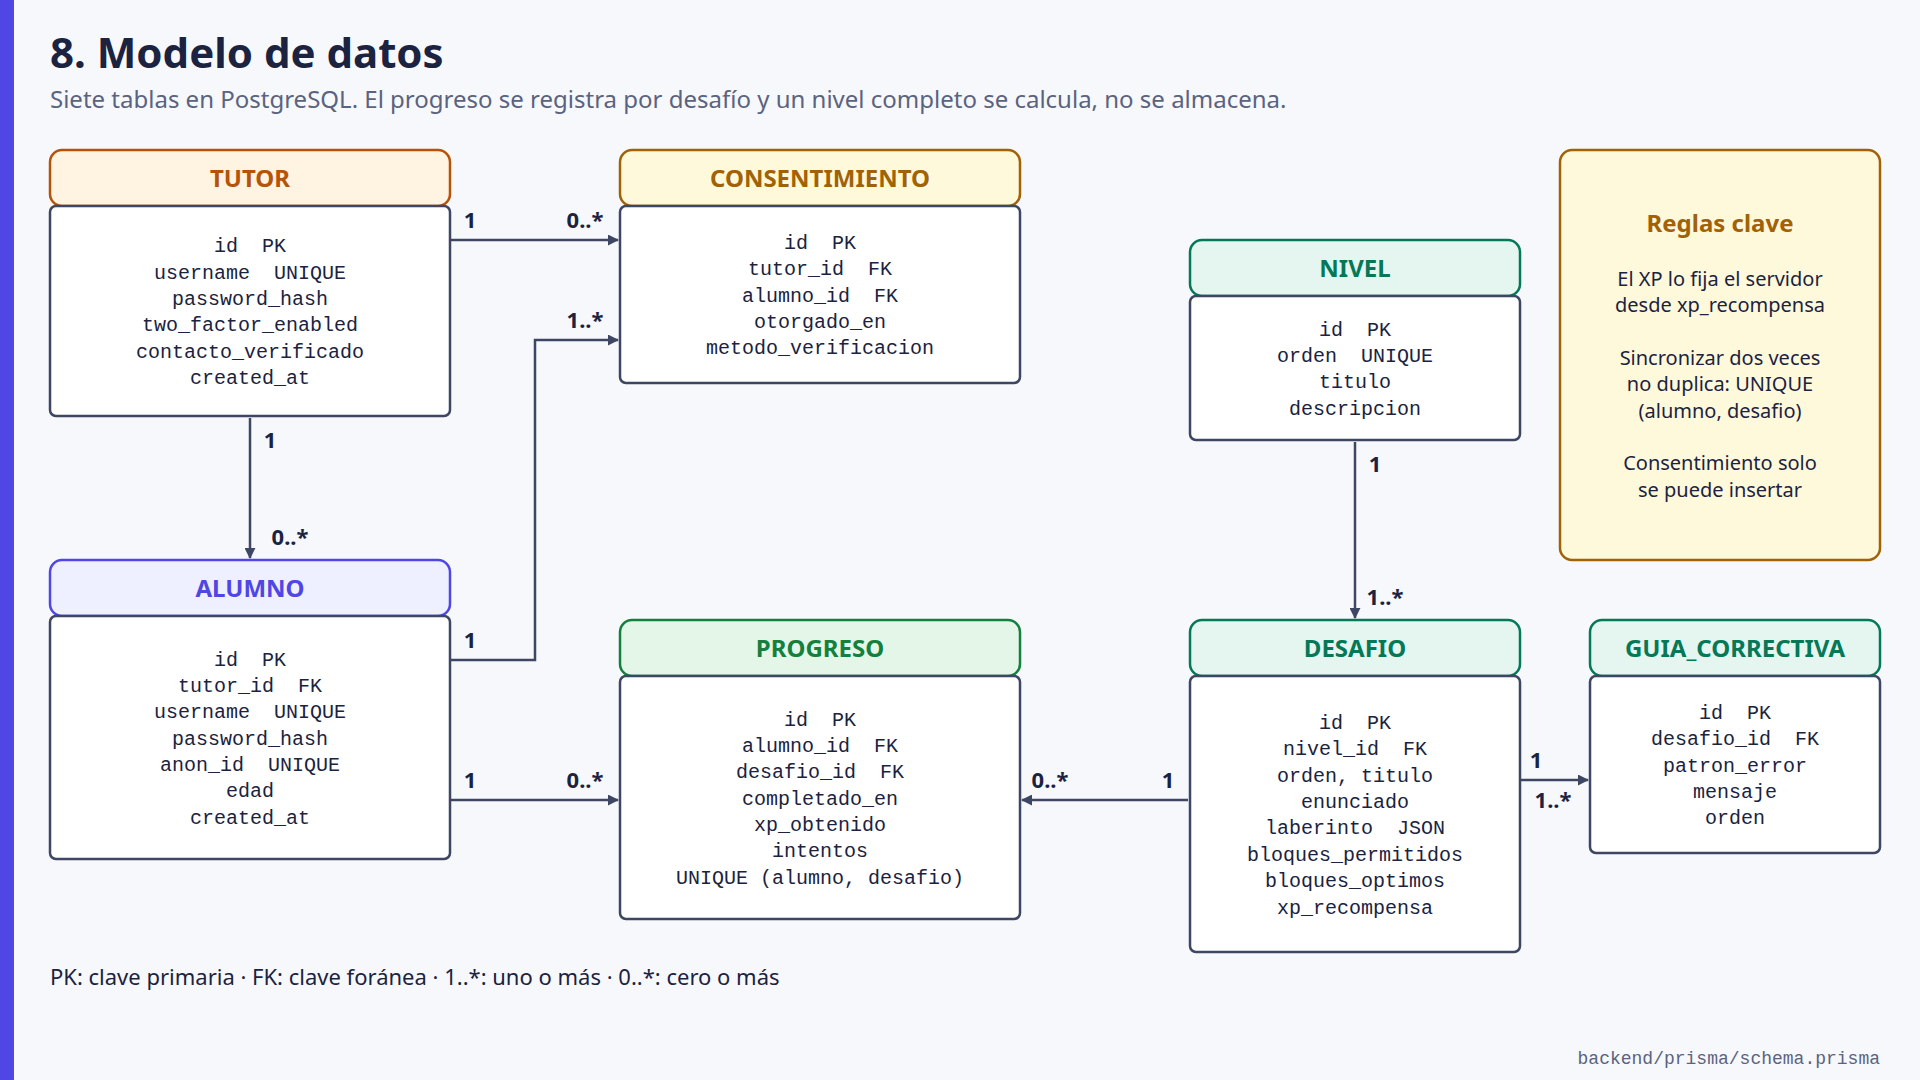 8. Modelo de datos
Siete tablas en PostgreSQL. El progreso se registra por desafío y un nivel completo se calcula, no se almacena.
TUTOR
id  PK
username  UNIQUE
password_hash
two_factor_enabled
contacto_verificado
created_at
1
0..*
CONSENTIMIENTO
id  PK
tutor_id  FK
alumno_id  FK
otorgado_en
metodo_verificacion
1..*
NIVEL
id  PK
orden  UNIQUE
titulo
descripcion
Reglas clave
El XP lo fija el servidor
desde xp_recompensa
Sincronizar dos veces
no duplica: UNIQUE
(alumno, desafio)
Consentimiento solo
se puede insertar
1
0..*
1
1..*
ALUMNO
id  PK
tutor_id  FK
username  UNIQUE
password_hash
anon_id  UNIQUE
edad
created_at
1
1
0..*
PROGRESO
id  PK
alumno_id  FK
desafio_id  FK
completado_en
xp_obtenido
intentos
UNIQUE (alumno, desafio)
0..*
1
DESAFIO
id  PK
nivel_id  FK
orden, titulo
enunciado
laberinto  JSON
bloques_permitidos
bloques_optimos
xp_recompensa
1
1..*
GUIA_CORRECTIVA
id  PK
desafio_id  FK
patron_error
mensaje
orden
PK: clave primaria · FK: clave foránea · 1..*: uno o más · 0..*: cero o más
backend/prisma/schema.prisma